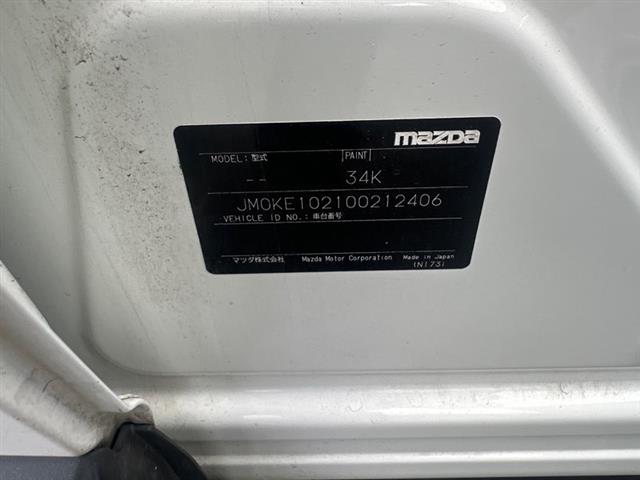 mazda
MODEL: 型式 PAINT
-- 34K
JM0KE102100212406
VEHICLE ID NO.: 車台番号
マツダ株式会社 Mazda Motor Corporation Made in Japan
(N173)